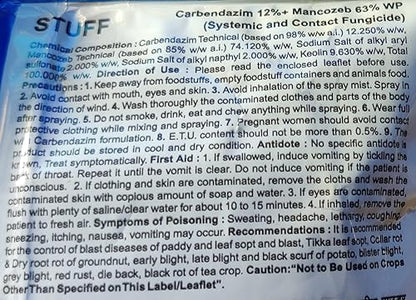 STUFF
Carbendazim 12%+ Mancozeb 63% WP
(Systemic and Contact Fungicide)
Chemical Composition : Carbendazim Technical (based on 98% w/w a.i.) 12.250% w/w,
Mancozeb Technical (based on 85% w/w a.i.) 74.120% w/w, Sodium Salt of alkyl aryl
sulfonate 2.000% w/w, Sodium Salt of alkyl napthyl 2.000% w/w, Keolin 9.630% w/w, Total
100.000% w/w. Direction of Use : Please read the enclosed leaflet before use.
Precautions : 1. Keep away from foodstuffs, empty foodstuff containers and animals food.
2. Avoid contact with mouth, eyes and skin. 3. Avoid inhalation of the spray mist. Spray in
the direction of wind. 4. Wash thoroughly the contaminated clothes and parts of the body
after spraying. 5. Do not smoke, drink, eat and chew anything while spraying. 6. Wear full
protective clothing while mixing and spraying. 7. Pregnant women should avoid contact
with Carbendazim formulation. 8. E.T.U. content should not be more than 0.5%. 9. The
product should be stored in cool and dry condition. Antidote : No specific antidote is
Treat symptomatically. First Aid : 1. If swallowed, induce vomiting by tickling the
of throat. Repeat it until the vomit is clear. Do not induce vomiting if the patient is
unconscious. 2. If clothing and skin are contaminated, remove the cloths and wash the
contaminated skin with copious amount of soap and water. 3. If eyes are contaminated,
flush with plenty of saline/clear water for about 10 to 15 minutes. 4. If inhaled, remove the
patient to fresh air. Symptoms of Poisoning : Sweating, headache, lethargy, coughing,
sneezing, itching, nausea, vomiting may occur. Recommendations : It is recommended
for the control of blast diseases of paddy and leaf sopt and blast, Tikka leaf sopt, Collar rot
& Dry root rot of groundnut, early blight, late blight and black scurf of potato, blister blight,
grey blight, red rust, die back, black rot of tea crop. Caution:"Not to Be Used on Crops
Other Than Specified on This Label/Leaflet".